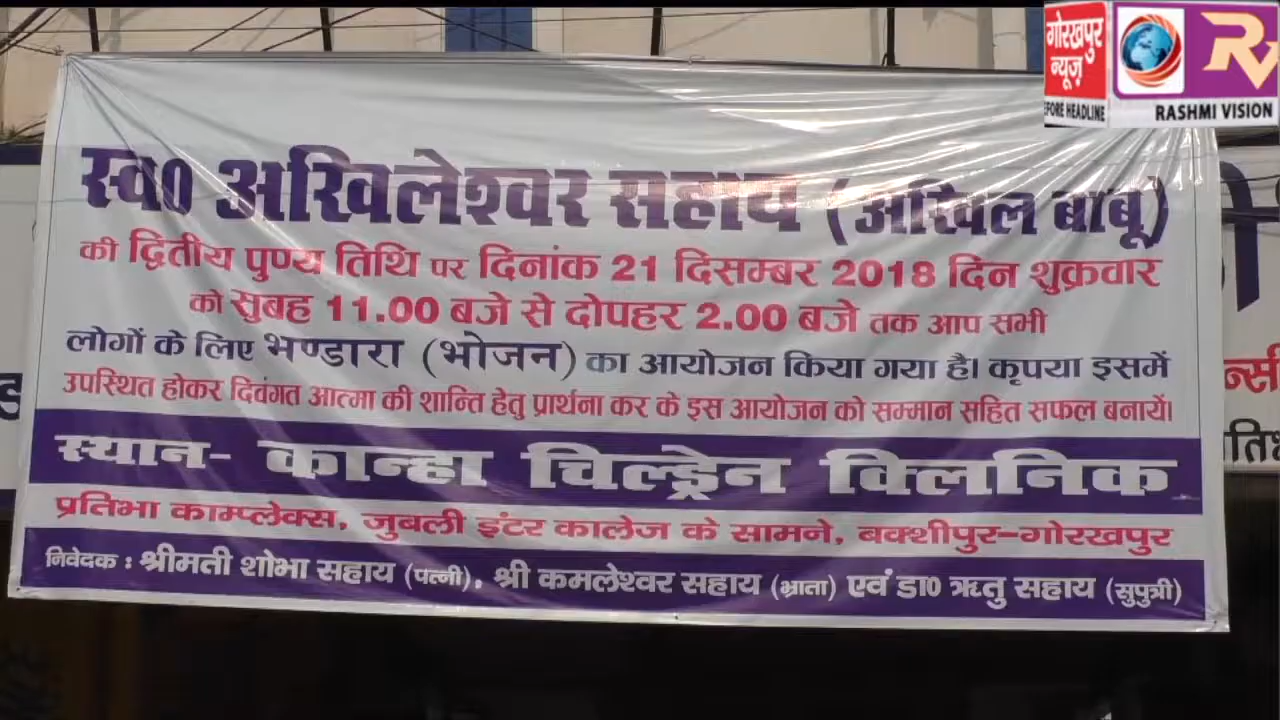 गोरखपुर
न्यूज़
RV
EFORE HEADLINE
RASHMI VISION
स्व0 अखिलेश्वर सहाय (अखिल बाबू)
की द्वितीय पुण्य तिथि पर दिनांक 21 दिसम्बर 2018 दिन शुक्रवार
को सुबह 11.00 बजे से दोपहर 2.00 बजे तक आप सभी
लोगों के लिए भण्डारा (भोजन) का आयोजन किया गया है। कृपया इसमें
उपस्थित होकर दिवंगत आत्मा की शान्ति हेतु प्रार्थना कर के इस आयोजन को सम्मान सहित सफल बनायें।
स्थान- कान्हा चिल्ड्रेन क्लिनिक
प्रतिभा काम्प्लेक्स, जुबली इंटर कालेज के सामने, बक्शीपुर-गोरखपुर
निवेदक : श्रीमती शोभा सहाय (पत्नी), श्री कमलेश्वर सहाय (भ्राता) एवं डा0 ऋतु सहाय (सुपुत्री)